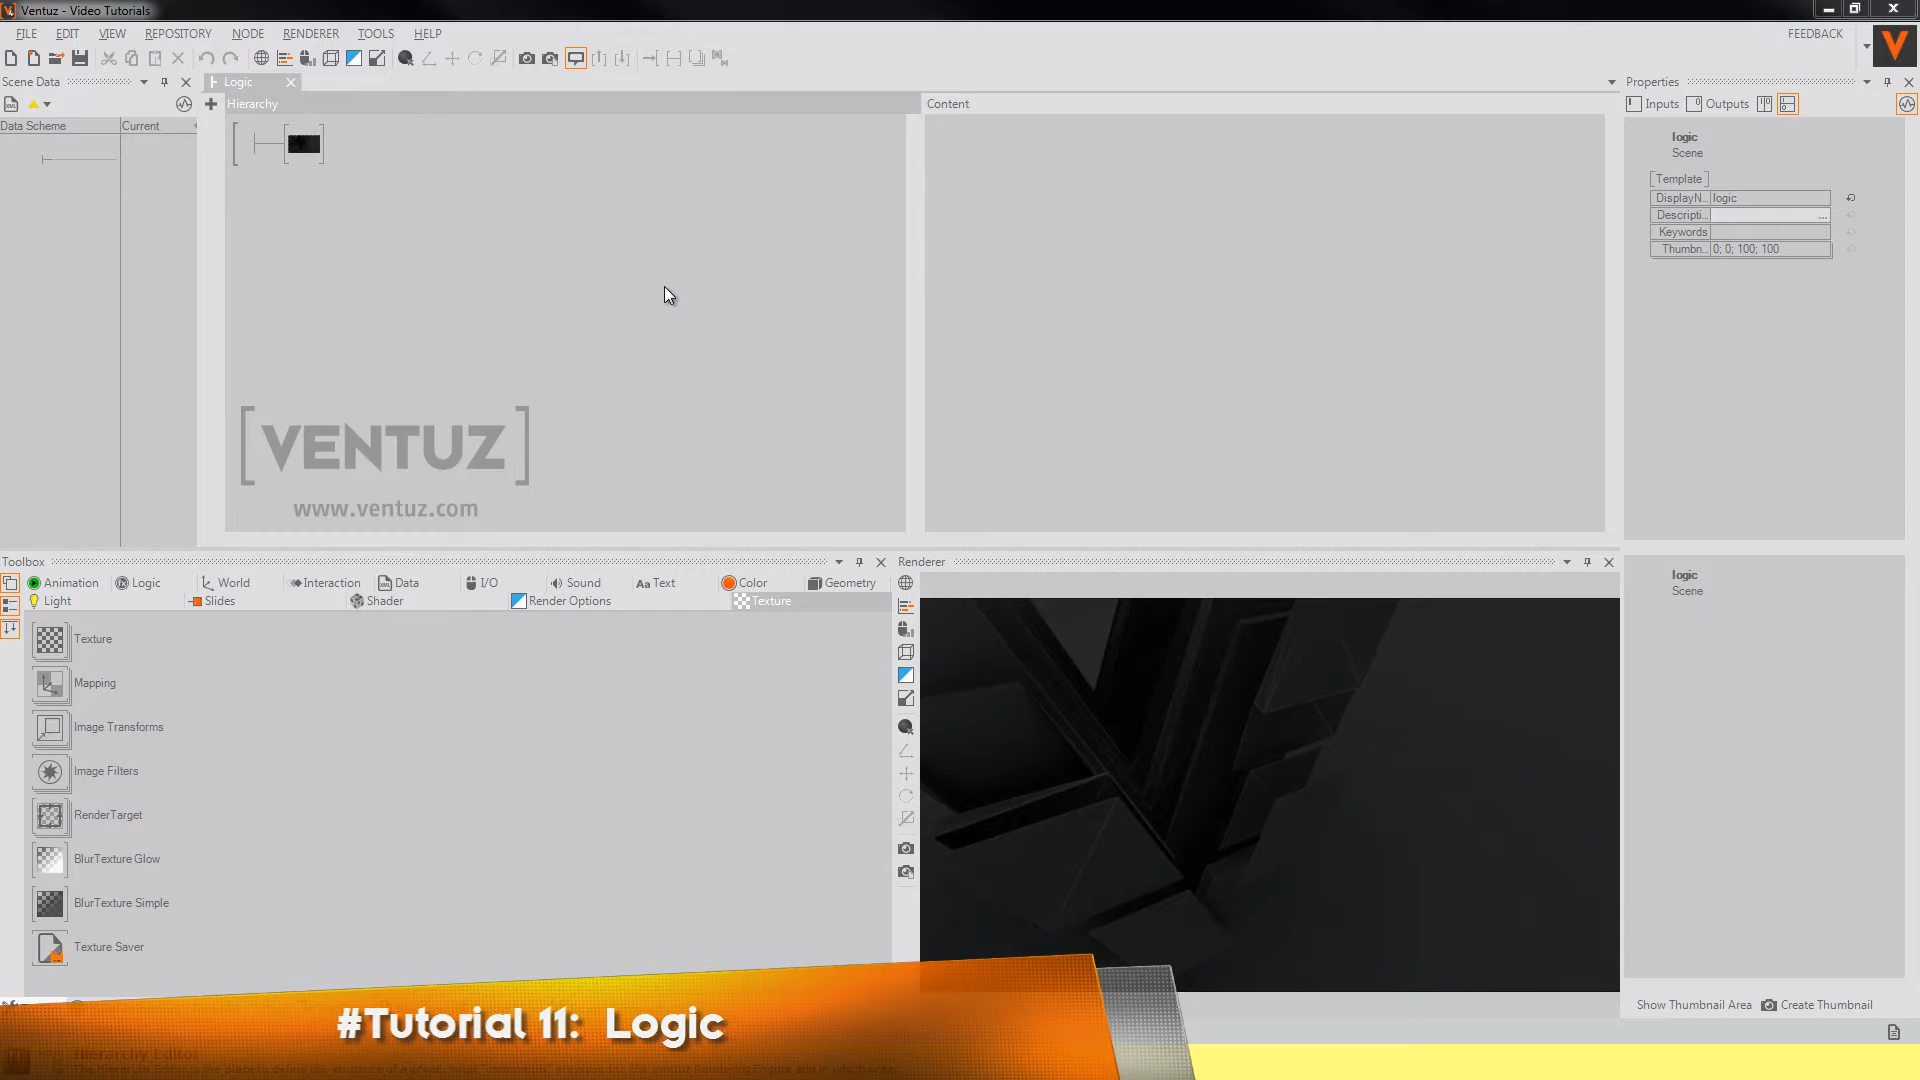 Ventuz - Video Tutorials
FILE EDIT VIEW REPOSITORY NODE RENDERER TOOLS HELP
FEEDBACK
Scene Data
Logic
Properties
Hierarchy
Content
Inputs Outputs
Data Scheme Current
logic
Scene
Template
DisplayN... logic
Descripti... ...
Keywords
Thumbn... 0; 0; 100; 100
[VENTUZ]
www.ventuz.com
Toolbox
Renderer
Animation Logic World Interaction Data I/O Sound Aa Text Color Geometry
Light Slides Shader Render Options Texture
Texture
Mapping
Image Transforms
Image Filters
RenderTarget
BlurTexture Glow
BlurTexture Simple
Texture Saver
logic
Scene
Show Thumbnail Area Create Thumbnail
#Tutorial 11: Logic
Hierarchy Editor